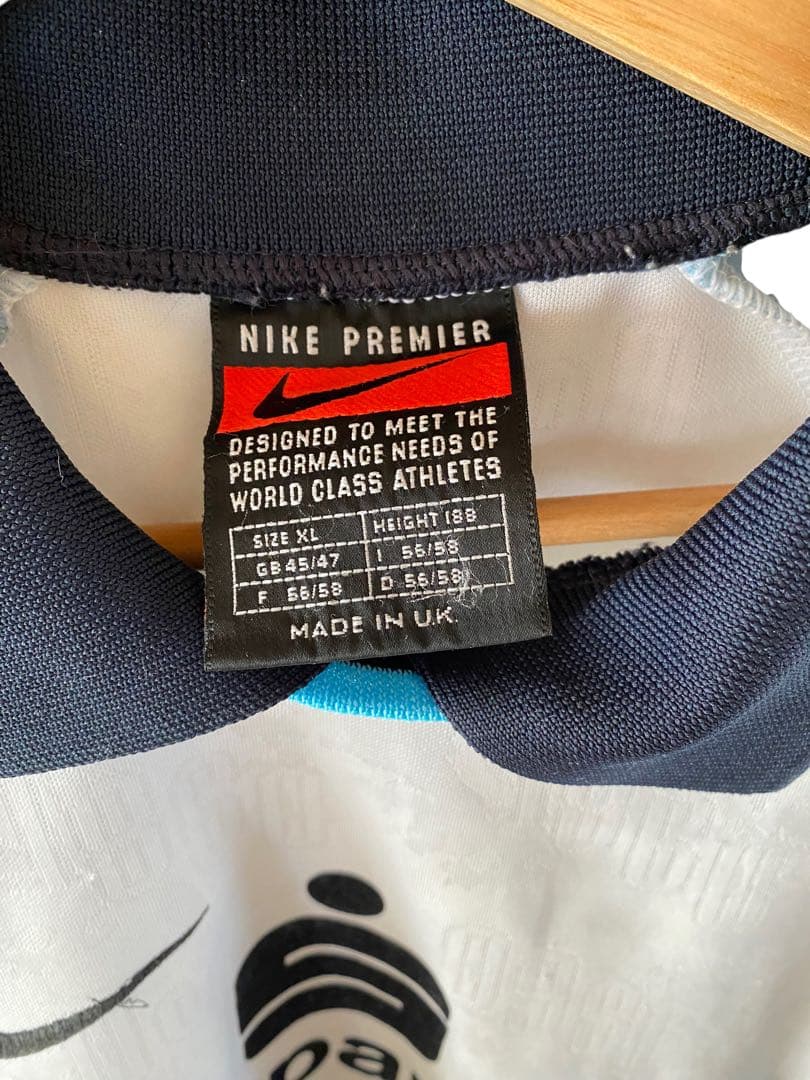 NIKE PREMIER
DESIGNED TO MEET THE
PERFORMANCE NEEDS OF
WORLD CLASS ATHLETES
SIZE XL HEIGHT 188
GB 45/47 I 56/58
F 56/58 D 56/58
MADE IN U.K.